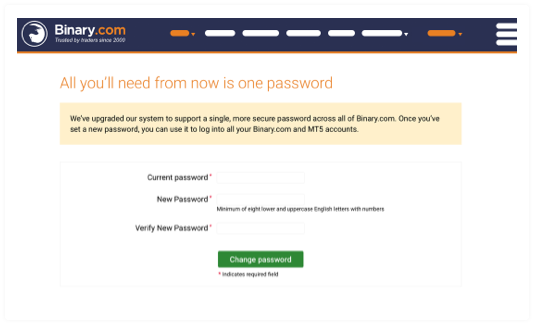 Binary.com
Trusted by traders since 2000
All you'll need from now is one password
We've upgraded our system to support a single, more secure password across all of Binary.com. Once you've
set a new password, you can use it to log into all your Binary.com and MT5 accounts.
Current password*
New Password*
Minimum of eight lower and uppercase English letters with numbers
Verify New Password*
Change password
* Indicates required field